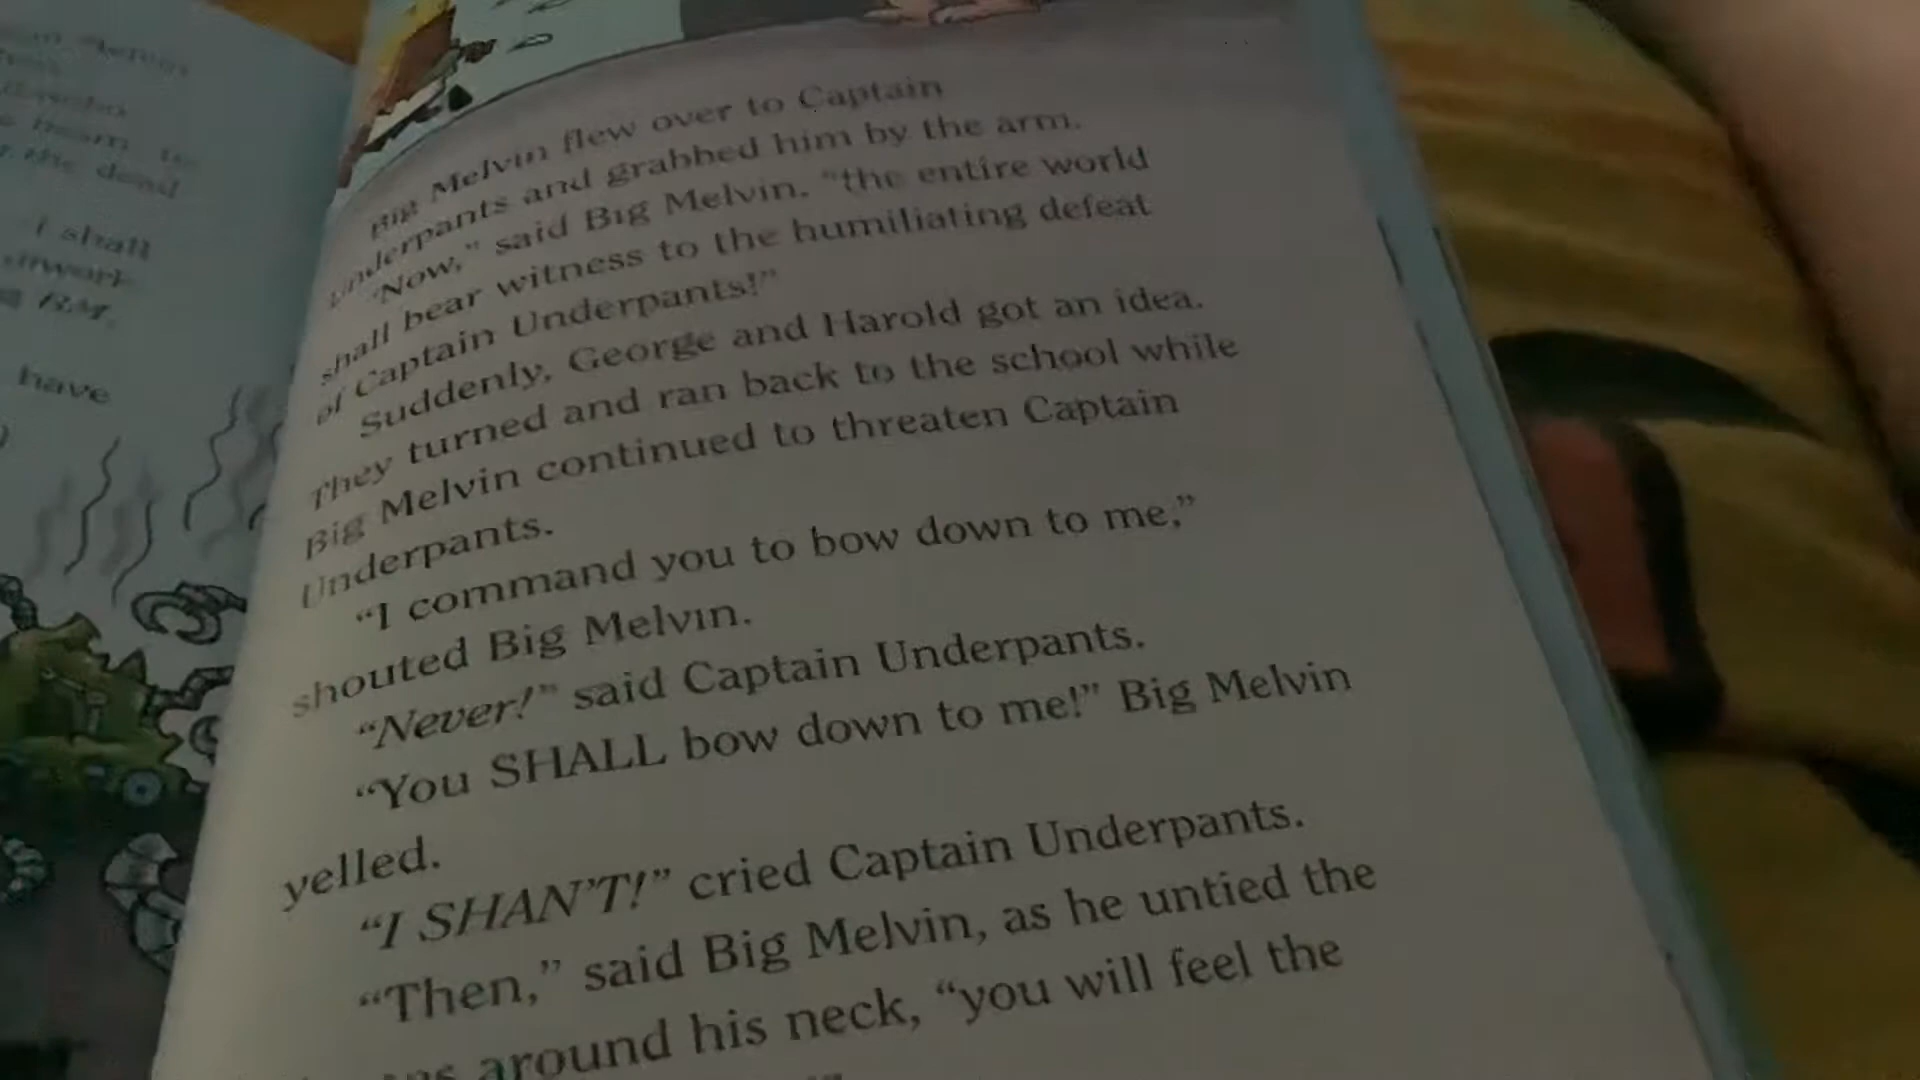 I shall
have
Big Melvin flew over to Captain
Underpants and grabbed him by the arm.
"Now," said Big Melvin, "the entire world
shall bear witness to the humiliating defeat
of Captain Underpants!"
Suddenly, George and Harold got an idea.
They turned and ran back to the school while
Big Melvin continued to threaten Captain
Underpants.
"I command you to bow down to me,"
shouted Big Melvin.
"Never!" said Captain Underpants.
"You SHALL bow down to me!" Big Melvin
yelled.
"I SHAN'T!" cried Captain Underpants.
"Then," said Big Melvin, as he untied the
around his neck, "you will feel the